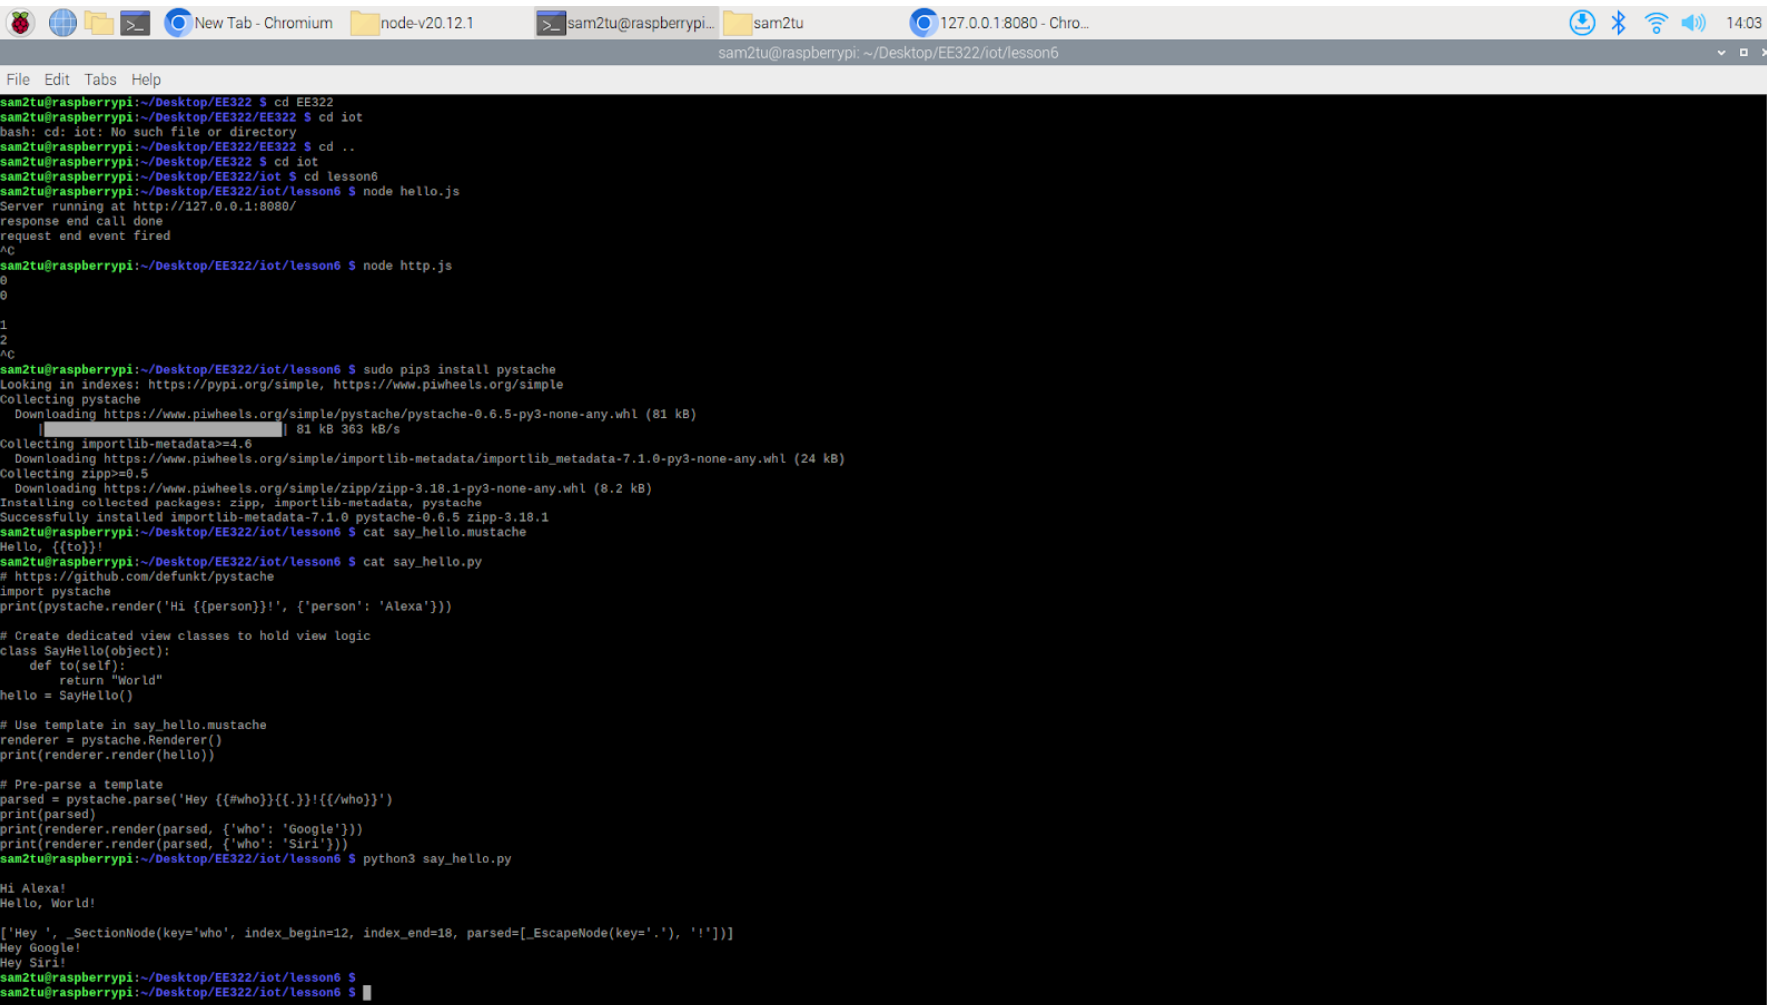 New Tab - Chromium node-v20.12.1 sam2tu@raspberrypi... sam2tu 127.0.0.1:8080 - Chro... 14:03
sam2tu@raspberrypi: ~/Desktop/EE322/iot/lesson6
File Edit Tabs Help
sam2tu@raspberrypi:~/Desktop/EE322 $ cd EE322
sam2tu@raspberrypi:~/Desktop/EE322/EE322 $ cd iot
bash: cd: iot: No such file or directory
sam2tu@raspberrypi:~/Desktop/EE322/EE322 $ cd ..
sam2tu@raspberrypi:~/Desktop/EE322 $ cd iot
sam2tu@raspberrypi:~/Desktop/EE322/iot $ cd lesson6
sam2tu@raspberrypi:~/Desktop/EE322/iot/lesson6 $ node hello.js
Server running at http://127.0.0.1:8080/
response end call done
request end event fired
^C
sam2tu@raspberrypi:~/Desktop/EE322/iot/lesson6 $ node http.js
0
0
1
2
^C
sam2tu@raspberrypi:~/Desktop/EE322/iot/lesson6 $ sudo pip3 install pystache
Looking in indexes: https://pypi.org/simple, https://www.piwheels.org/simple
Collecting pystache
  Downloading https://www.piwheels.org/simple/pystache/pystache-0.6.5-py3-none-any.whl (81 kB)
     | | 81 kB 363 kB/s
Collecting importlib-metadata>=4.6
  Downloading https://www.piwheels.org/simple/importlib-metadata/importlib_metadata-7.1.0-py3-none-any.whl (24 kB)
Collecting zipp>=0.5
  Downloading https://www.piwheels.org/simple/zipp/zipp-3.18.1-py3-none-any.whl (8.2 kB)
Installing collected packages: zipp, importlib-metadata, pystache
Successfully installed importlib-metadata-7.1.0 pystache-0.6.5 zipp-3.18.1
sam2tu@raspberrypi:~/Desktop/EE322/iot/lesson6 $ cat say_hello.mustache
Hello, {{to}}!
sam2tu@raspberrypi:~/Desktop/EE322/iot/lesson6 $ cat say_hello.py
# https://github.com/defunkt/pystache
import pystache
print(pystache.render('Hi {{person}}!', {'person': 'Alexa'}))
# Create dedicated view classes to hold view logic
class SayHello(object):
    def to(self):
        return "World"
hello = SayHello()
# Use template in say_hello.mustache
renderer = pystache.Renderer()
print(renderer.render(hello))
# Pre-parse a template
parsed = pystache.parse('Hey {{#who}}{{.}}!{{/who}}')
print(parsed)
print(renderer.render(parsed, {'who': 'Google'}))
print(renderer.render(parsed, {'who': 'Siri'}))
sam2tu@raspberrypi:~/Desktop/EE322/iot/lesson6 $ python3 say_hello.py
Hi Alexa!
Hello, World!
['Hey ', _SectionNode(key='who', index_begin=12, index_end=18, parsed=[_EscapeNode(key='.'), '!'])]
Hey Google!
Hey Siri!
sam2tu@raspberrypi:~/Desktop/EE322/iot/lesson6 $
sam2tu@raspberrypi:~/Desktop/EE322/iot/lesson6 $